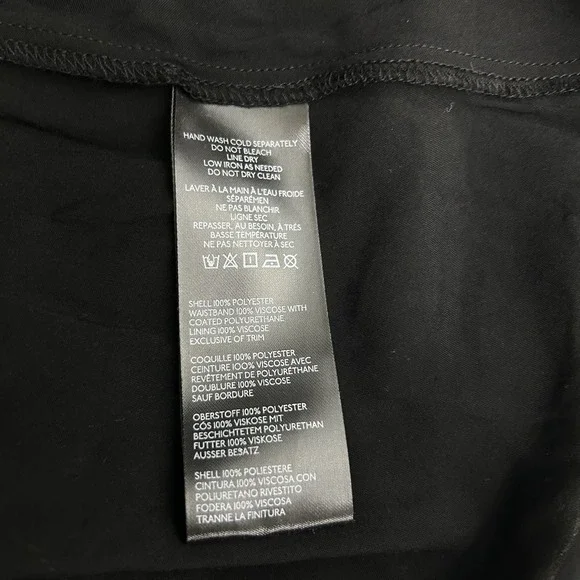 HAND WASH COLD SEPARATELY
DO NOT BLEACH
LINE DRY
LOW IRON AS NEEDED
DO NOT DRY CLEAN
LAVER À LA MAIN À L'EAU FROIDE
SÉPARÉMEN
NE PAS BLANCHIR
LIGNE SEC
REPASSER, AU BESOIN, À TRÉS
BASSE TEMPÉRATURE
NE PAS NETTOYER À SEC
SHELL 100% POLYESTER
WAISTBAND 100% VISCOSE WITH
COATED POLYURETHANE
LINING 100% VISCOSE
EXCLUSIVE OF TRIM
COQUILLE 100% POLYESTER
CEINTURE 100% VISCOSE AVEC
REVÊTEMENT DE POLYURÉTHANE
DOUBLURE 100% VISCOSE
SAUF BORDURE
OBERSTOFF 100% POLYESTER
CÓS 100% VISKOSE MIT
BESCHICHTETEM POLYURETHAN
FUTTER 100% VISKOSE
AUSSER BESATZ
SHELL 100% POLIESTERE
CINTURA 100% VISCOSA CON
POLIURETANO RIVESTITO
FODERA 100% VISCOSA
TRANNE LA FINITURA